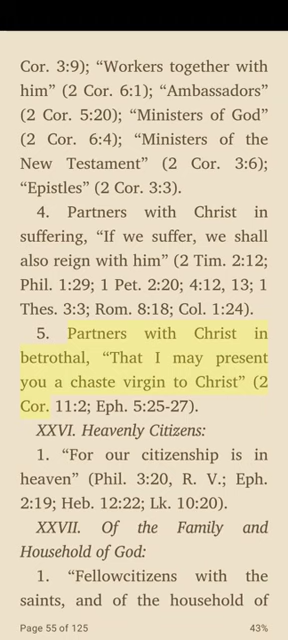 Cor. 3:9); “Workers together with
him” (2 Cor. 6:1); “Ambassadors”
(2 Cor. 5:20); “Ministers of God”
(2 Cor. 6:4); “Ministers of the
New Testament” (2 Cor. 3:6);
“Epistles” (2 Cor. 3:3).
4. Partners with Christ in
suffering, “If we suffer, we shall
also reign with him” (2 Tim. 2:12;
Phil. 1:29; 1 Pet. 2:20; 4:12, 13; 1
Thes. 3:3; Rom. 8:18; Col. 1:24).
5. Partners with Christ in
betrothal, “That I may present
you a chaste virgin to Christ” (2
Cor. 11:2; Eph. 5:25-27).
XXVI. Heavenly Citizens:
1. “For our citizenship is in
heaven” (Phil. 3:20, R. V.; Eph.
2:19; Heb. 12:22; Lk. 10:20).
XXVII. Of the Family and
Household of God:
1. “Fellowcitizens with the
saints, and of the household of
Page 55 of 125 43%